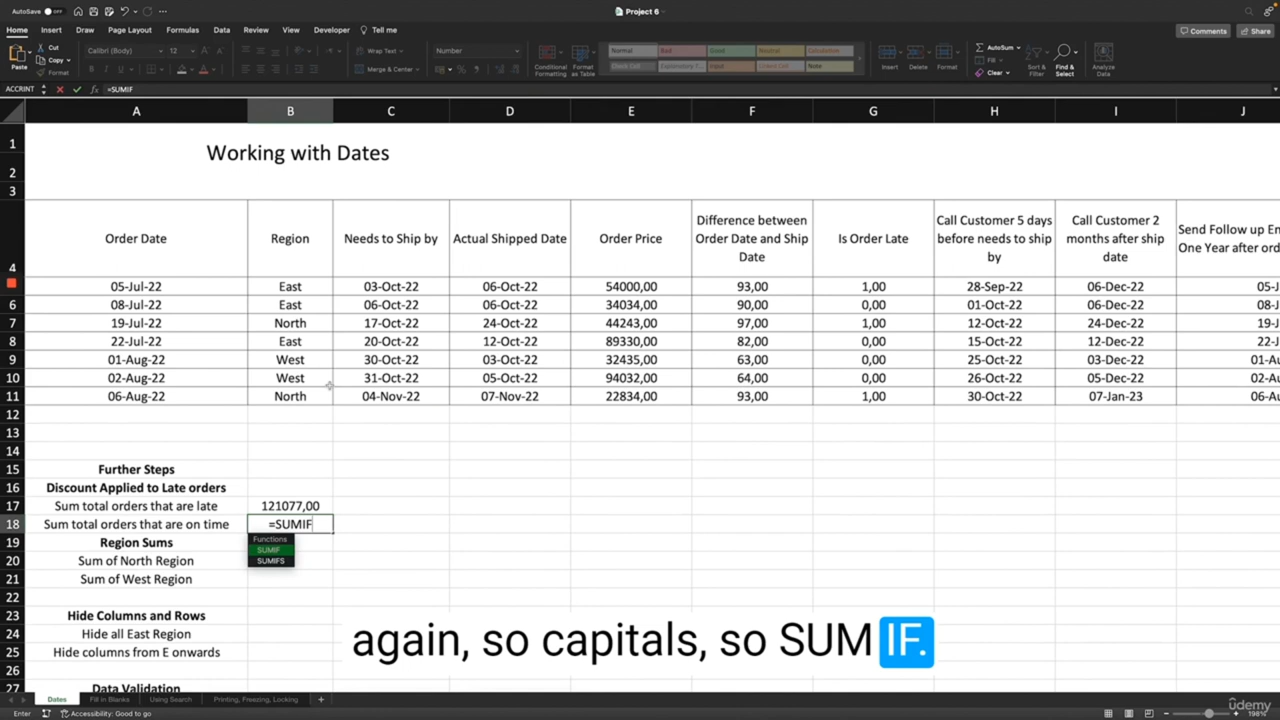 AutoSave OFF Project 6
Home Insert Draw Page Layout Formulas Data Review View Developer Tell me Comments Share
Paste Cut Copy Format Calibri (Body) 12 Wrap Text Merge & Center Number Conditional Formatting Format as Table Normal Bad Good Neutral Calculation Check Cell Explanatory T... Input Linked Cell Note Insert Delete Format AutoSum Fill Clear Sort & Filter Find & Select Analyze Data
ACCRINT fx =SUMIF
A B C D E F G H I J
1 Working with Dates
2
3
4 Order Date Region Needs to Ship by Actual Shipped Date Order Price Difference between Order Date and Ship Date Is Order Late Call Customer 5 days before needs to ship by Call Customer 2 months after ship date Send Follow up En One Year after ord
05-Jul-22 East 03-Oct-22 06-Oct-22 54000,00 93,00 1,00 28-Sep-22 06-Dec-22 05-J
6 08-Jul-22 East 06-Oct-22 06-Oct-22 34034,00 90,00 0,00 01-Oct-22 06-Dec-22 08-J
7 19-Jul-22 North 17-Oct-22 24-Oct-22 44243,00 97,00 1,00 12-Oct-22 24-Dec-22 19-J
8 22-Jul-22 East 20-Oct-22 12-Oct-22 89330,00 82,00 0,00 15-Oct-22 12-Dec-22 22-J
9 01-Aug-22 West 30-Oct-22 03-Oct-22 32435,00 63,00 0,00 25-Oct-22 03-Dec-22 01-Au
10 02-Aug-22 West 31-Oct-22 05-Oct-22 94032,00 64,00 0,00 26-Oct-22 05-Dec-22 02-Au
11 06-Aug-22 North 04-Nov-22 07-Nov-22 22834,00 93,00 1,00 30-Oct-22 07-Jan-23 06-Au
12
13
14
15 Further Steps
16 Discount Applied to Late orders
17 Sum total orders that are late 121077,00
18 Sum total orders that are on time =SUMIF
Functions
SUMIF
SUMIFS
19 Region Sums
20 Sum of North Region
21 Sum of West Region
22
23 Hide Columns and Rows
24 Hide all East Region
25 Hide columns from E onwards
26
27 Data Validation
again, so capitals, so SUM IF.
Dates Fill in Blanks Using Search Printing, Freezing, Locking +
Enter Accessibility: Good to go 198%
udemy